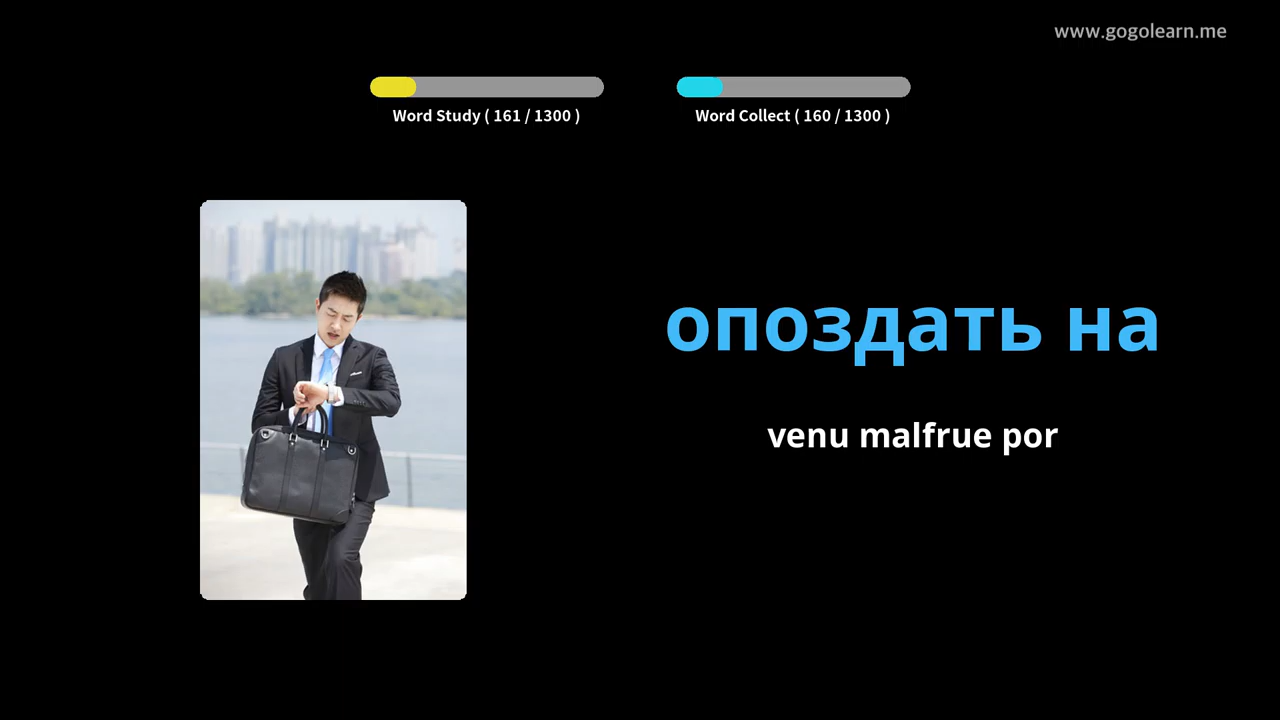 www.gogolearn.me
Word Study ( 161 / 1300 )
Word Collect ( 160 / 1300 )
опоздать на
venu malfrue por